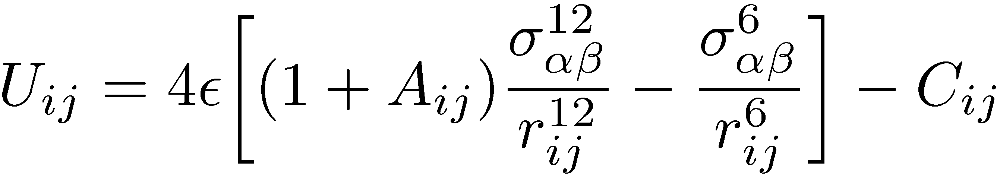 U_{ij} = 4\epsilon \left[ (1 + A_{ij}) \frac{\sigma_{\alpha\beta}^{12}}{r_{ij}^{12}} - \frac{\sigma_{\alpha\beta}^{6}}{r_{ij}^{6}} \right] - C_{ij}